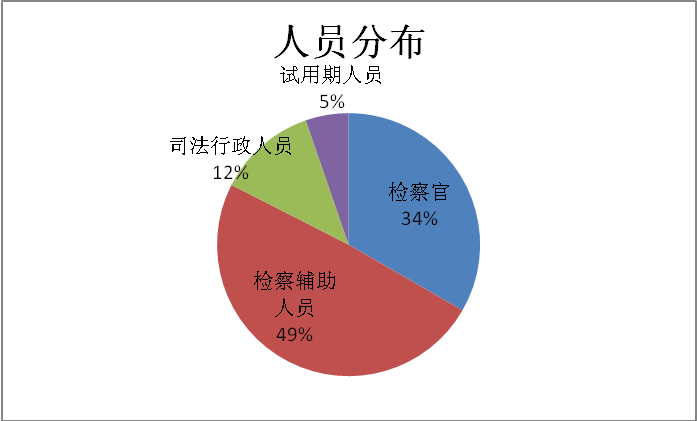 人员分布
试用期人员
5%
司法行政人员
12%
检察官
34%
检察辅助
人员
49%